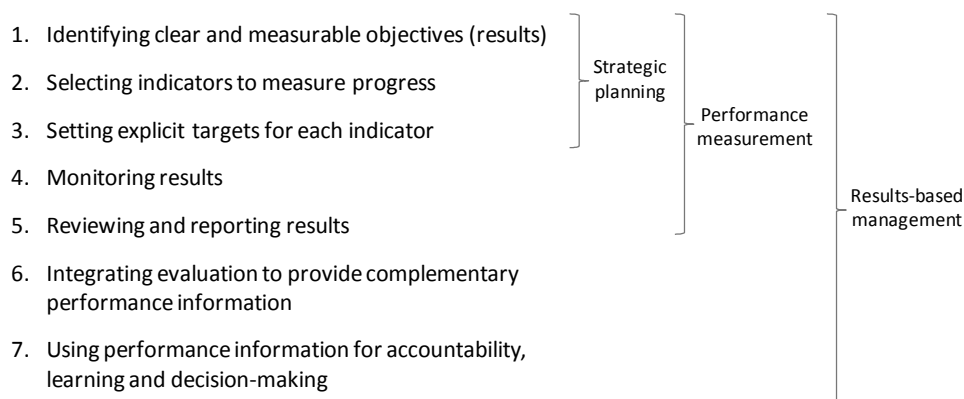 1. Identifying clear and measurable objectives (results)
2. Selecting indicators to measure progress
3. Setting explicit targets for each indicator
4. Monitoring results
5. Reviewing and reporting results
6. Integrating evaluation to provide complementary
performance information
7. Using performance information for accountability,
learning and decision-making
Strategic
planning
Performance
measurement
Results-based
management